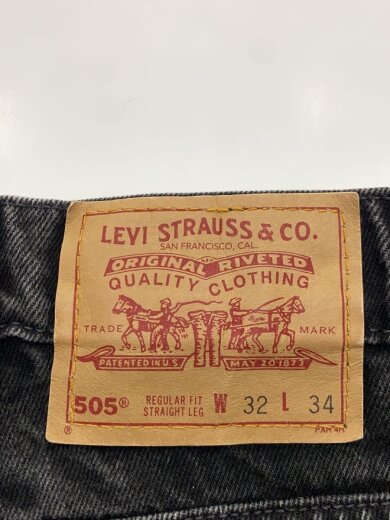 LEVI STRAUSS & CO.
SAN FRANCISCO, CAL.
ORIGINAL RIVETED
QUALITY CLOTHING
TRADE MARK
PATENTED IN U.S. MAY 20 1873
505® REGULAR FIT STRAIGHT LEG W 32 L 34
®